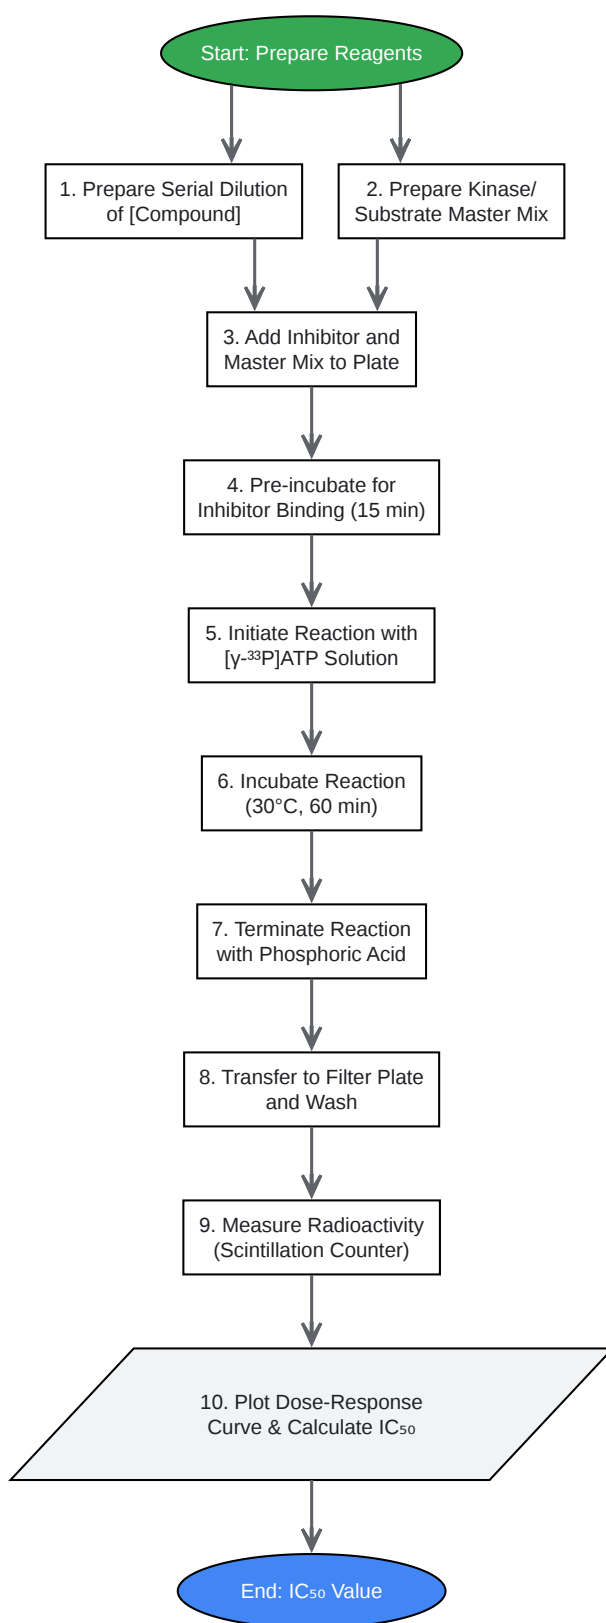 Start: Prepare Reagents
1. Prepare Serial Dilution
of [Compound]
2. Prepare Kinase/
Substrate Master Mix
3. Add Inhibitor and
Master Mix to Plate
4. Pre-incubate for
Inhibitor Binding (15 min)
5. Initiate Reaction with
[γ-³³P]ATP Solution
6. Incubate Reaction
(30°C, 60 min)
7. Terminate Reaction
with Phosphoric Acid
8. Transfer to Filter Plate
and Wash
9. Measure Radioactivity
(Scintillation Counter)
10. Plot Dose-Response
Curve & Calculate IC₅₀
End: IC₅₀ Value